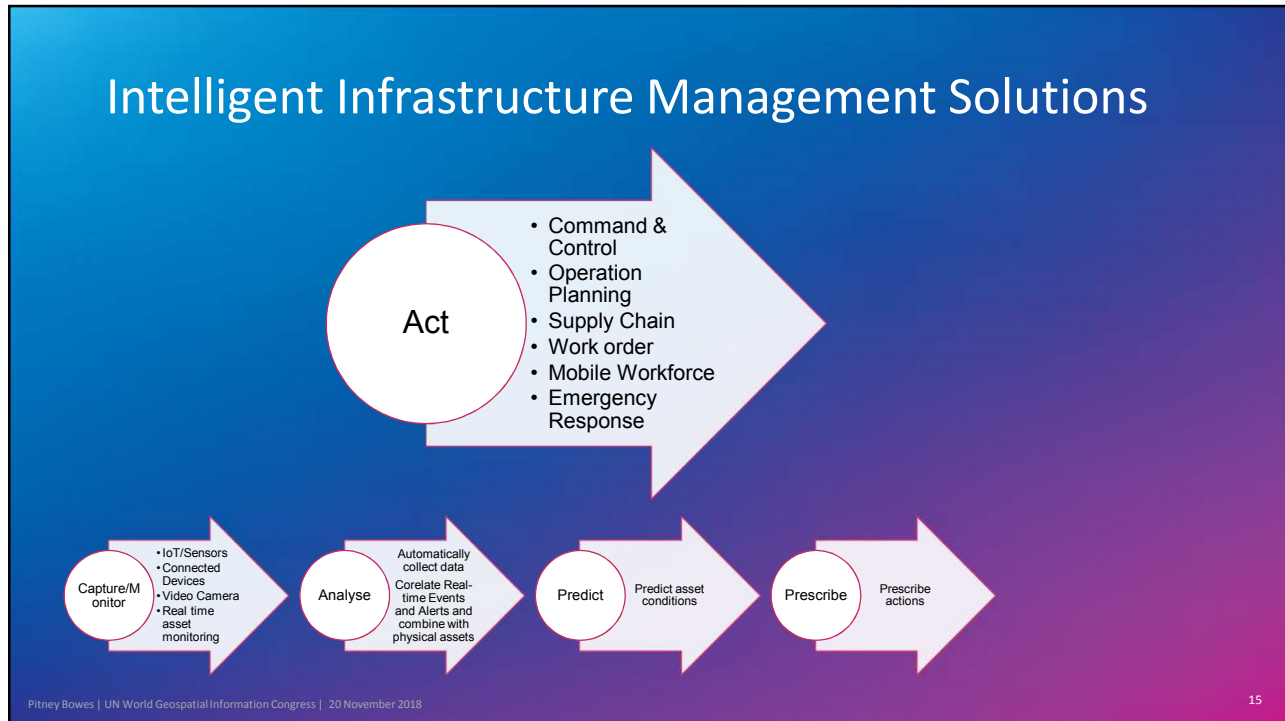 Intelligent Infrastructure Management Solutions
Act
• Command &
Control
• Operation
Planning
• Supply Chain
• Work order
• Mobile Workforce
• Emergency
Response
Capture/M
onitor
• IoT/Sensors
• Connected
Devices
• Video Camera
• Real time
asset
monitoring
Analyse
Automatically
collect data
Corelate Real-
time Events
and Alerts and
combine with
physical assets
Predict
Predict asset
conditions
Prescribe
Prescribe
actions
Pitney Bowes | UN World Geospatial Information Congress | 20 November 2018
15